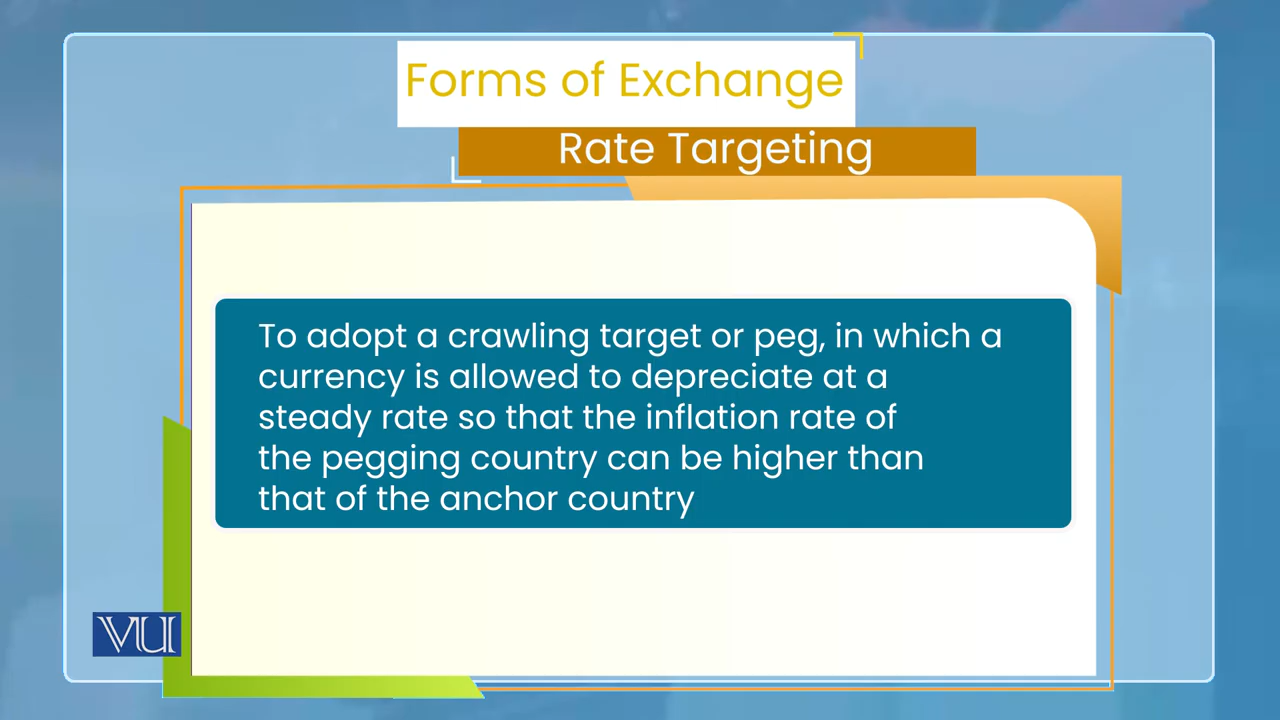 Forms of Exchange
Rate Targeting
To adopt a crawling target or peg, in which a
currency is allowed to depreciate at a
steady rate so that the inflation rate of
the pegging country can be higher than
that of the anchor country
VU